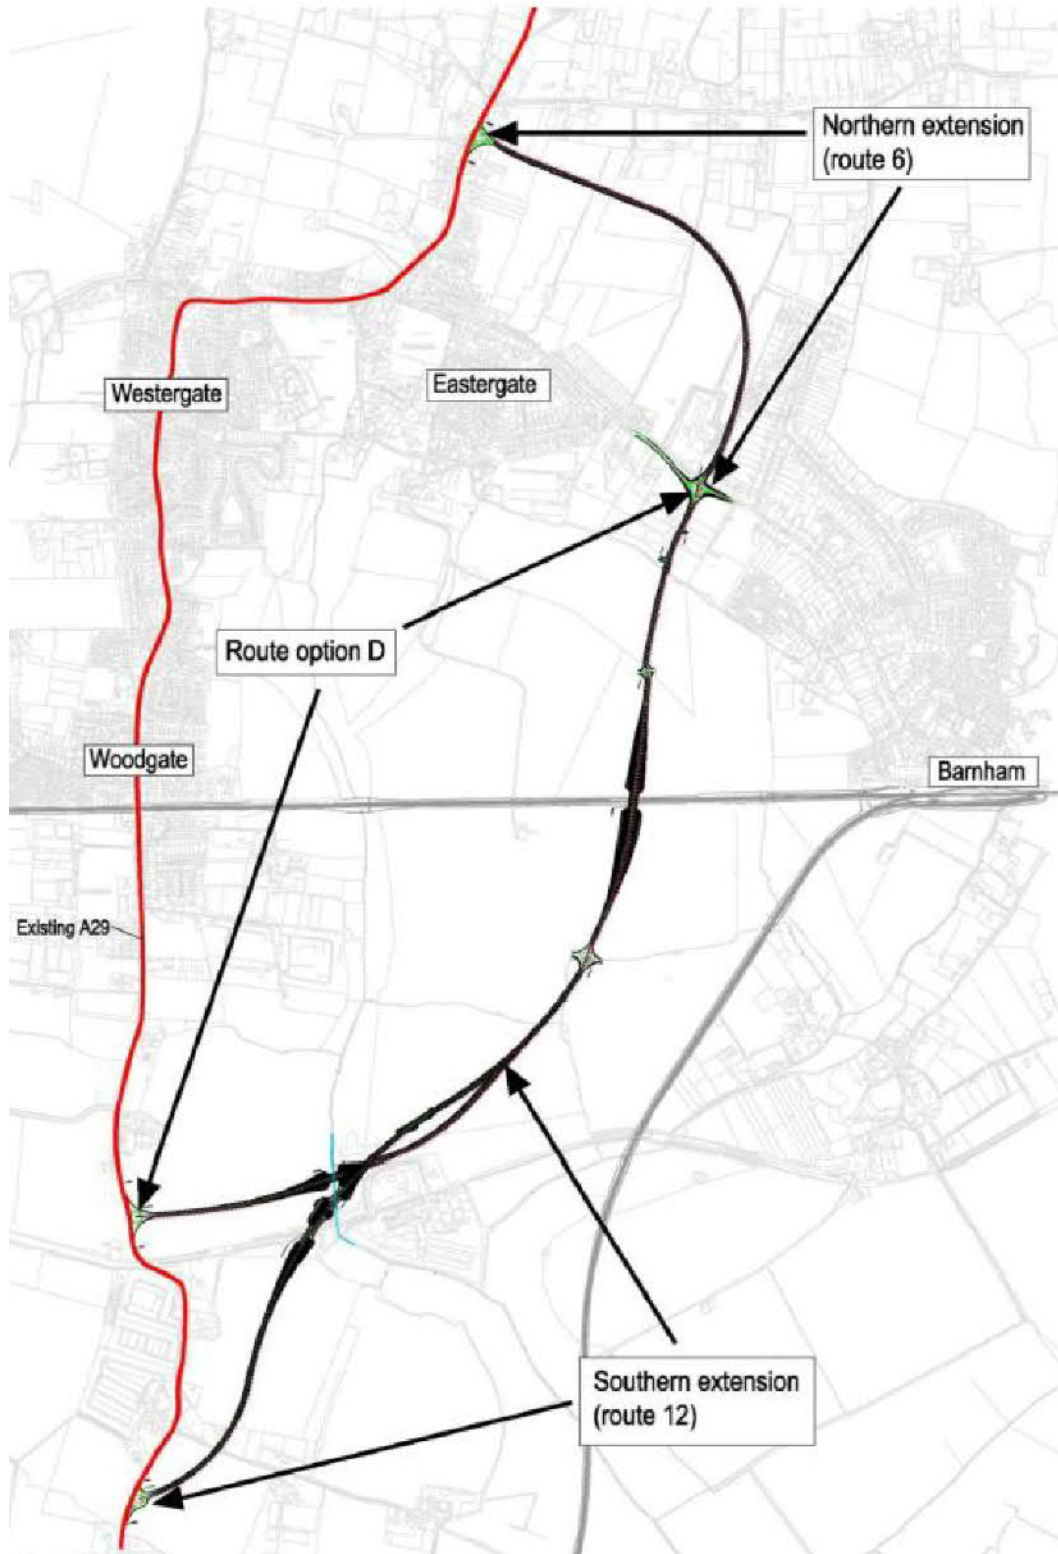 Northern extension
(route 6)
Westergate
Eastergate
Route option D
Woodgate
Barnham
Existing A29
Southern extension
(route 12)